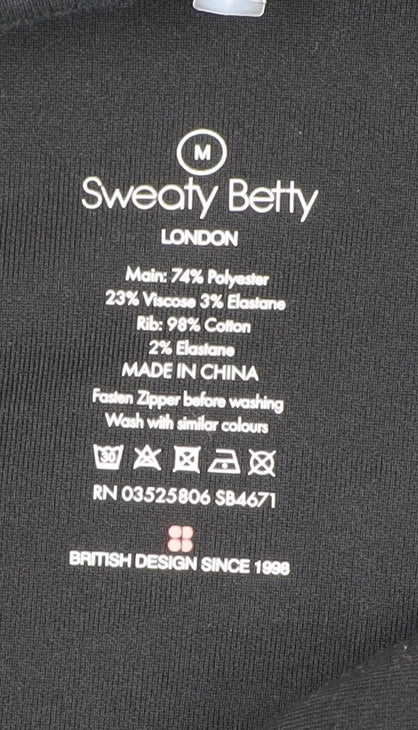 M
Sweaty Betty
LONDON
Main: 74% Polyester
23% Viscose 3% Elastane
Rib: 98% Cotton
2% Elastane
MADE IN CHINA
Fasten Zipper before washing
Wash with similar colours
30
RN 03525806 SB4671
BRITISH DESIGN SINCE 1998